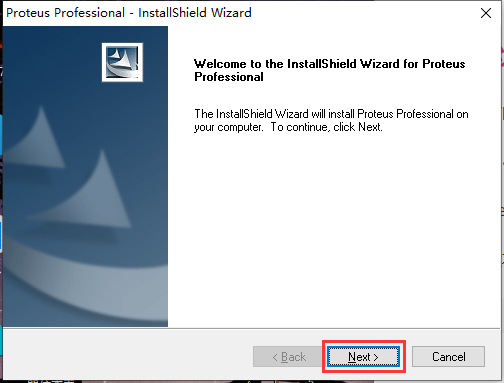 Proteus Professional - InstallShield Wizard
Welcome to the InstallShield Wizard for Proteus
Professional
The InstallShield Wizard will install Proteus Professional on
your computer. To continue, click Next.
< Back Next > Cancel